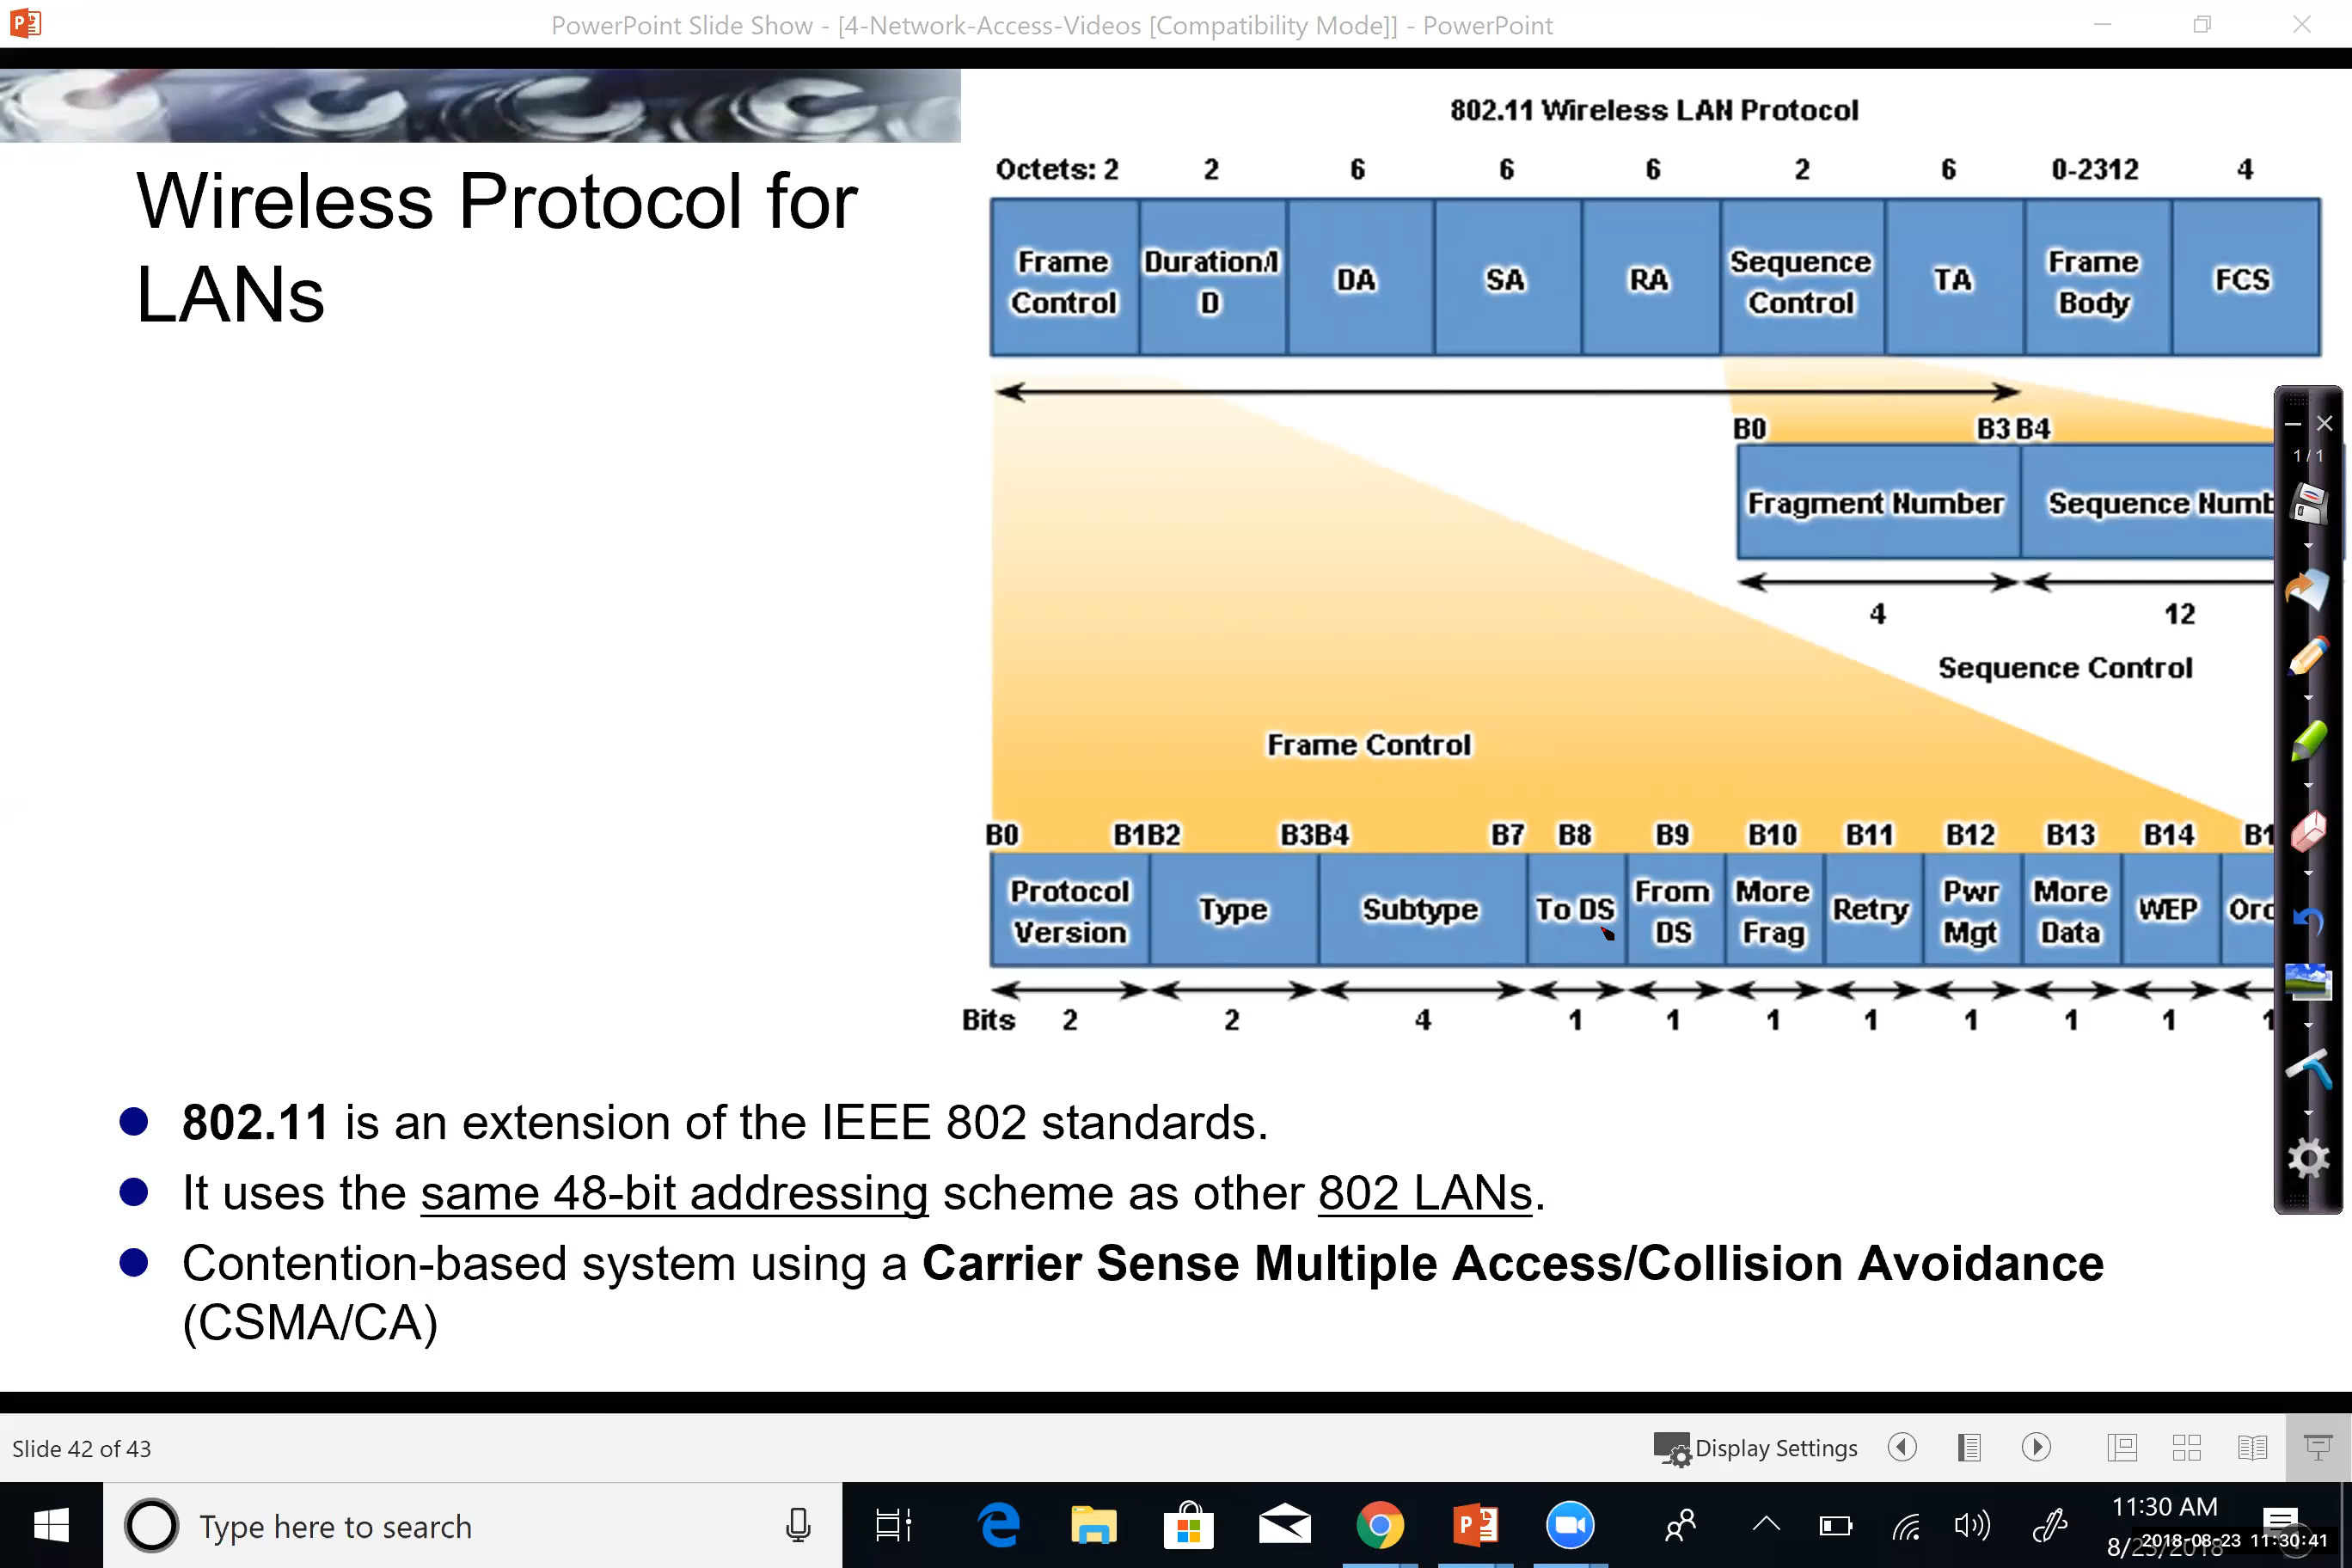 PowerPoint Slide Show - [4-Network-Access-Videos [Compatibility Mode]] - PowerPoint
Wireless Protocol for
LANs
802.11 Wireless LAN Protocol
Octets: 2 2 6 6 6 2 6 0-2312 4
Frame Control Duration/I D DA SA RA Sequence Control TA Frame Body FCS
B0 B3 B4
1/1
Fragment Number Sequence Numb
4 12
Sequence Control
Frame Control
B0 B1B2 B3B4 B7 B8 B9 B10 B11 B12 B13 B14 B1
Protocol Version Type Subtype To DS From DS More Frag Retry Pwr Mgt More Data WEP Ord
Bits 2 2 4 1 1 1 1 1 1 1 1
802.11 is an extension of the IEEE 802 standards.
It uses the same 48-bit addressing scheme as other 802 LANs.
Contention-based system using a Carrier Sense Multiple Access/Collision Avoidance
(CSMA/CA)
Slide 42 of 43
Display Settings
Type here to search
11:30 AM
2018-08-23 11:30:41